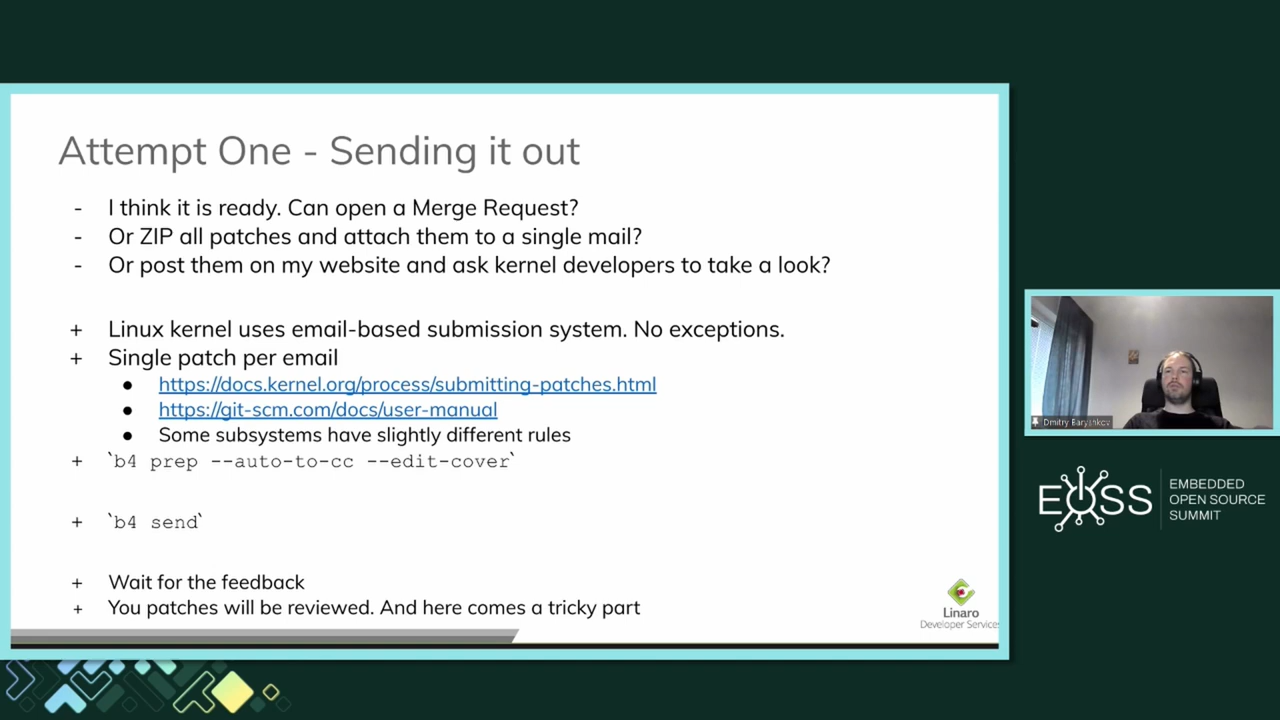 Attempt One - Sending it out
- I think it is ready. Can open a Merge Request?
- Or ZIP all patches and attach them to a single mail?
- Or post them on my website and ask kernel developers to take a look?
+ Linux kernel uses email-based submission system. No exceptions.
+ Single patch per email
● https://docs.kernel.org/process/submitting-patches.html
● https://git-scm.com/docs/user-manual
● Some subsystems have slightly different rules
+ `b4 prep --auto-to-cc --edit-cover`
+ `b4 send`
+ Wait for the feedback
+ You patches will be reviewed. And here comes a tricky part
Linaro
Developer Services
Dmitry Baryshkov
EOSS
EMBEDDED
OPEN SOURCE
SUMMIT